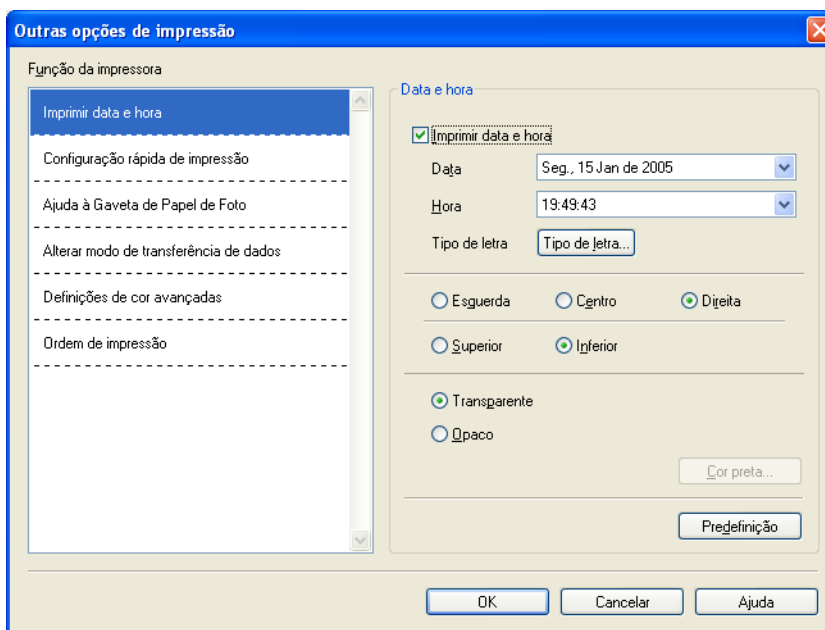 Outras opções de impressão
Função da impressora
Imprimir data e hora
Configuração rápida de impressão
Ajuda à Gaveta de Papel de Foto
Alterar modo de transferência de dados
Definições de cor avançadas
Ordem de impressão
Data e hora
Imprimir data e hora
Data Seg., 15 Jan de 2005
Hora 19:49:43
Tipo de letra Tipo de letra...
Esguerda Centro Direita
Superior Inferior
Transparente
Opaco
Cor preta...
Predefinição
OK Cancelar Ajuda